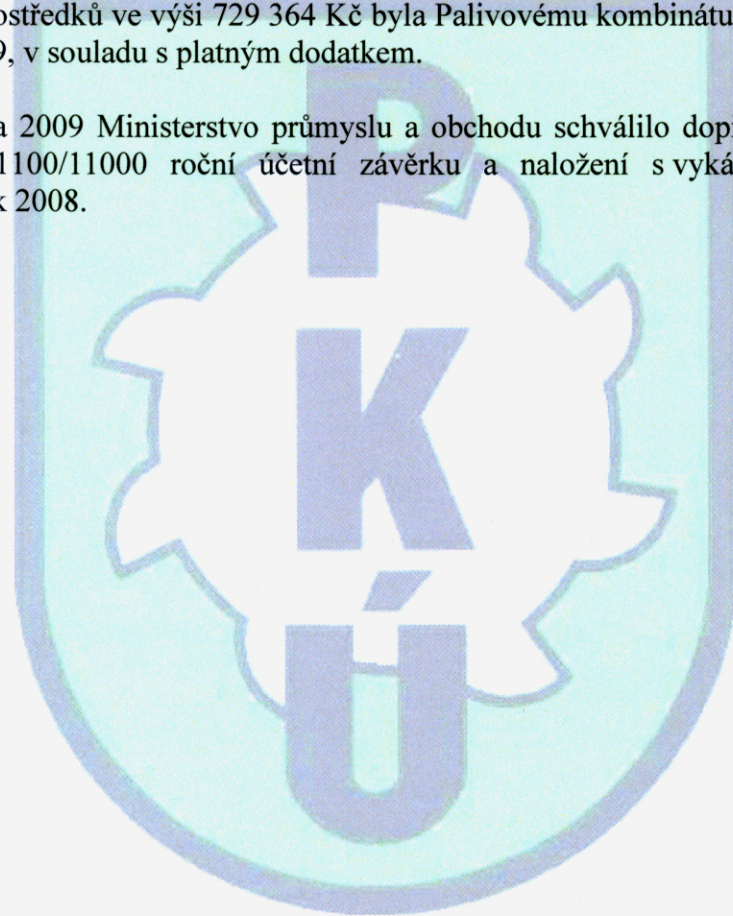 ostředků ve výši 729 364 Kč byla Palivovému kombinátu
9, v souladu s platným dodatkem.
a 2009 Ministerstvo průmyslu a obchodu schválilo dopi
1100/11000 roční účetní závěrku a naložení s vyká
k 2008.
P
K
Ú